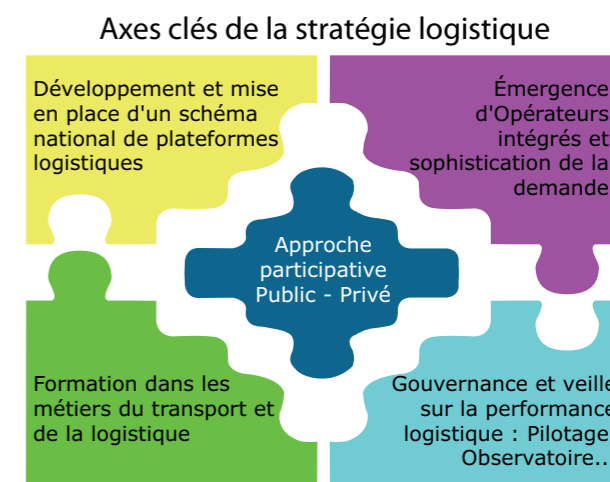 Axes clés de la stratégie logistique
Développement et mise
en place d'un schéma
national de plateformes
logistiques
Émergence
d'Opérateurs
intégrés et
sophistication de la
demande
Approche
participative
Public - Privé
Formation dans les
métiers du transport et
de la logistique
Gouvernance et veille
sur la performance
logistique : Pilotage
Observatoire..